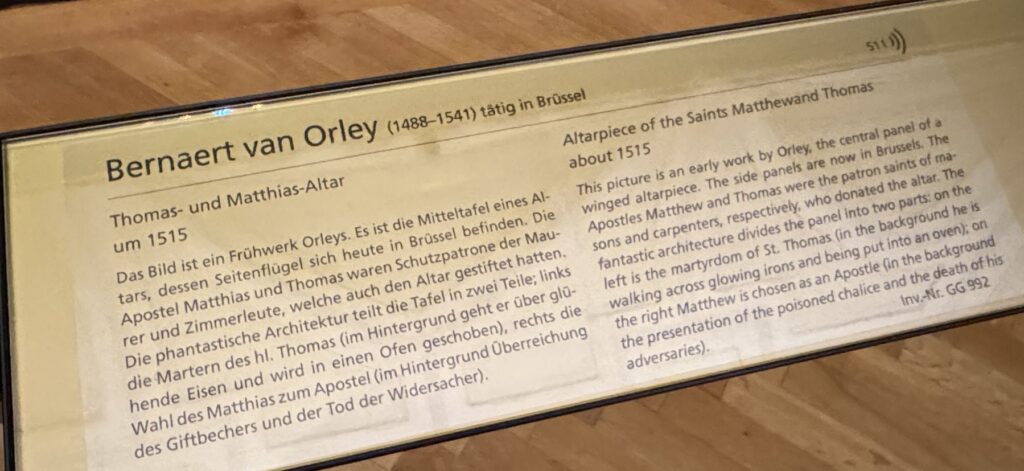 511
Bernaert van Orley (1488–1541) tätig in Brüssel
Thomas- und Matthias-Altar
um 1515
Das Bild ist ein Frühwerk Orleys. Es ist die Mitteltafel eines Al-
tars, dessen Seitenflügel sich heute in Brüssel befinden. Die
Apostel Matthias und Thomas waren Schutzpatrone der Mau-
rer und Zimmerleute, welche auch den Altar gestiftet hatten.
Die phantastische Architektur teilt die Tafel in zwei Teile; links
die Martern des hl. Thomas (im Hintergrund geht er über glü-
hende Eisen und wird in einen Ofen geschoben), rechts die
Wahl des Matthias zum Apostel (im Hintergrund Überreichung
des Giftbechers und der Tod der Widersacher).
Altarpiece of the Saints Matthewand Thomas
about 1515
This picture is an early work by Orley, the central panel of a
winged altarpiece. The side panels are now in Brussels. The
Apostles Matthew and Thomas were the patron saints of ma-
sons and carpenters, respectively, who donated the altar. The
fantastic architecture divides the panel into two parts: on the
left is the martyrdom of St. Thomas (in the background he is
walking across glowing irons and being put into an oven); on
the right Matthew is chosen as an Apostle (in the background
the presentation of the poisoned chalice and the death of his
adversaries).
Inv.-Nr. GG 992